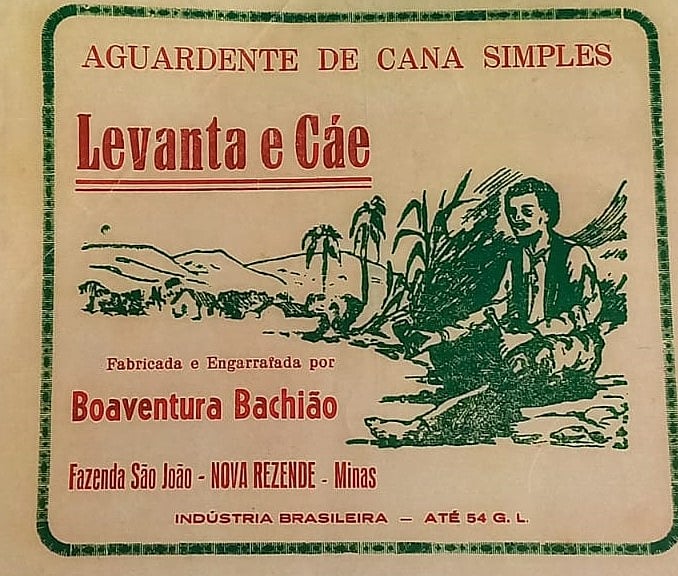 AGUARDENTE DE CANA SIMPLES
Levanta e Cáe
Fabricada e Engarrafada por
Boaventura Bachião
Fazenda São João - NOVA REZENDE - Minas
INDÚSTRIA BRASILEIRA — ATÉ 54 G. L.